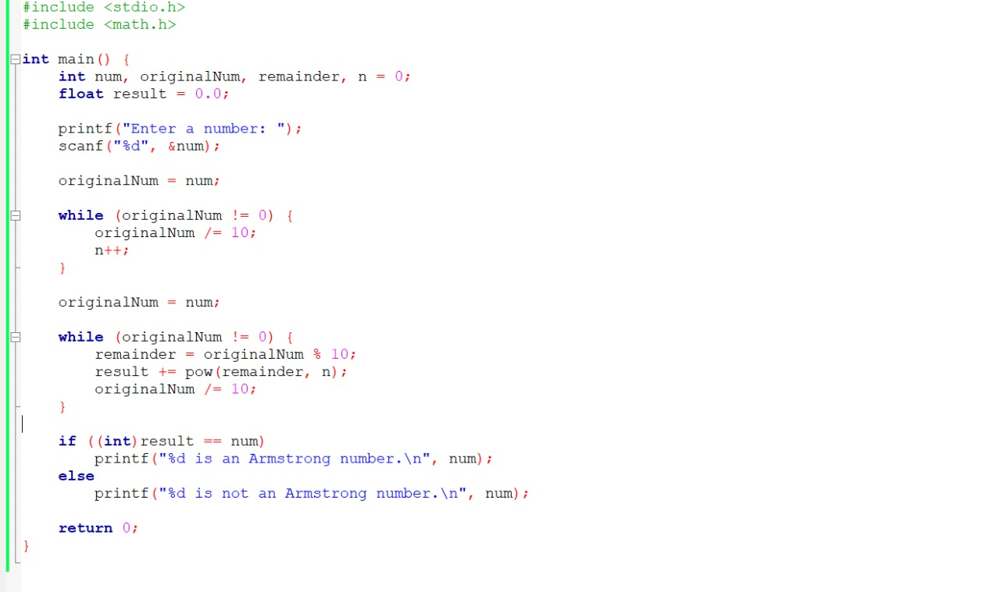 #include <stdio.h>
#include <math.h>
int main() {
    int num, originalNum, remainder, n = 0;
    float result = 0.0;
    printf("Enter a number: ");
    scanf("%d", &num);
    originalNum = num;
    while (originalNum != 0) {
        originalNum /= 10;
        n++;
    }
    originalNum = num;
    while (originalNum != 0) {
        remainder = originalNum % 10;
        result += pow(remainder, n);
        originalNum /= 10;
    }
    if ((int)result == num)
        printf("%d is an Armstrong number.\n", num);
    else
        printf("%d is not an Armstrong number.\n", num);
    return 0;
}